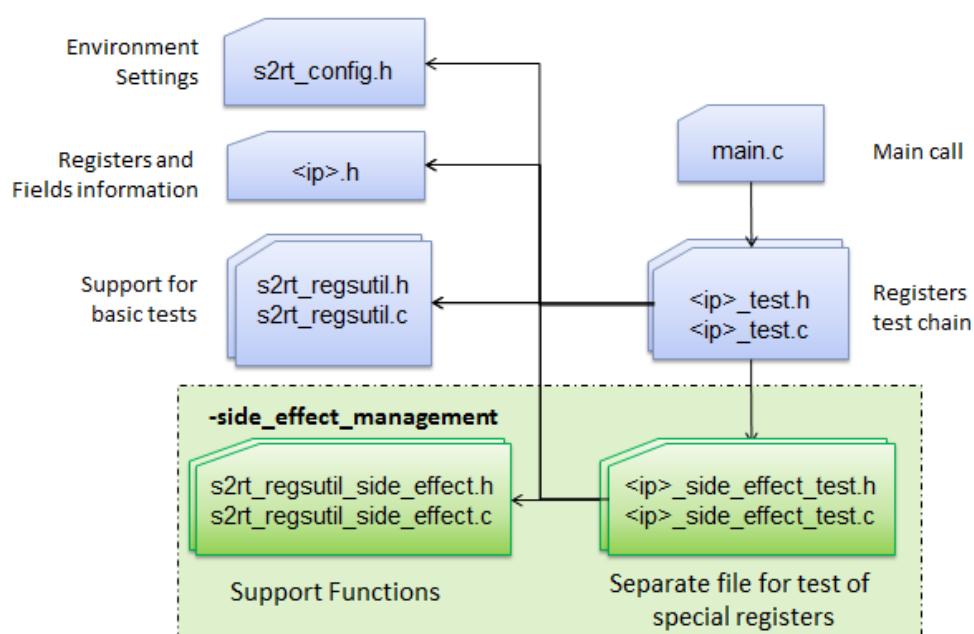 Environment
Settings
s2rt_config.h
Registers and
Fields information
<ip>.h
main.c
Main call
Support for
basic tests
s2rt_regsutil.h
s2rt_regsutil.c
<ip>_test.h
<ip>_test.c
Registers
test chain
-side_effect_management
s2rt_regsutil_side_effect.h
s2rt_regsutil_side_effect.c
<ip>_side_effect_test.h
<ip>_side_effect_test.c
Support Functions
Separate file for test of
special registers